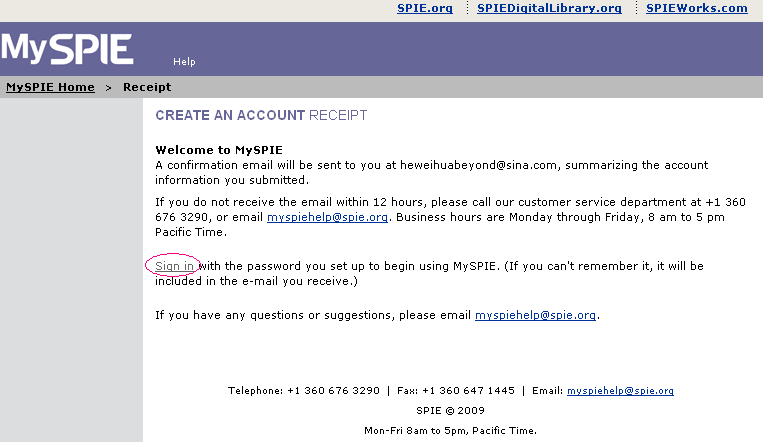 SPIE.org SPIEDigitalLibrary.org SPIEWorks.com
MySPIE Help
MySPIE Home > Receipt
CREATE AN ACCOUNT RECEIPT
Welcome to MySPIE
A confirmation email will be sent to you at heweihuabeyond@sina.com, summarizing the account
information you submitted.
If you do not receive the email within 12 hours, please call our customer service department at +1 360
676 3290, or email myspiehelp@spie.org. Business hours are Monday through Friday, 8 am to 5 pm
Pacific Time.
Sign in with the password you set up to begin using MySPIE. (If you can't remember it, it will be
included in the e-mail you receive.)
If you have any questions or suggestions, please email myspiehelp@spie.org.
Telephone: +1 360 676 3290 | Fax: +1 360 647 1445 | Email: myspiehelp@spie.org
SPIE © 2009
Mon-Fri 8am to 5pm, Pacific Time.